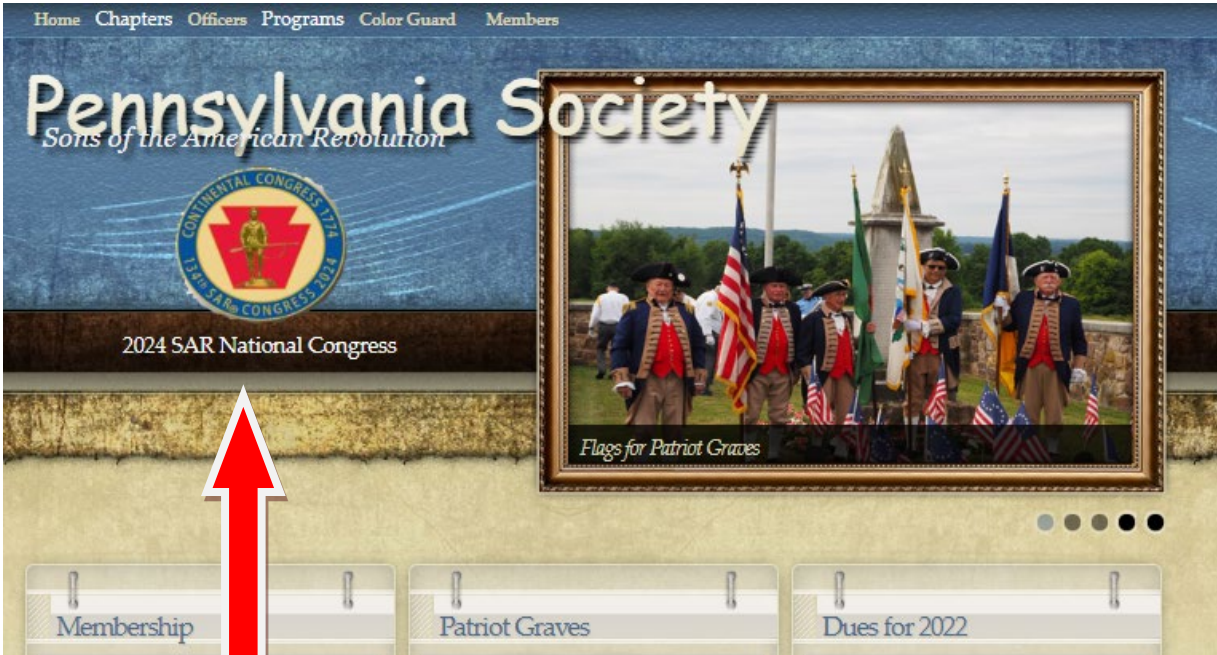 Home Chapters Officers Programs Color Guard Members
Pennsylvania Society
Sons of the American Revolution
CONTINENTAL CONGRESS 1774
134th SAR CONGRESS 2024
2024 SAR National Congress
Flags for Patriot Graves
Membership
Patriot Graves
Dues for 2022